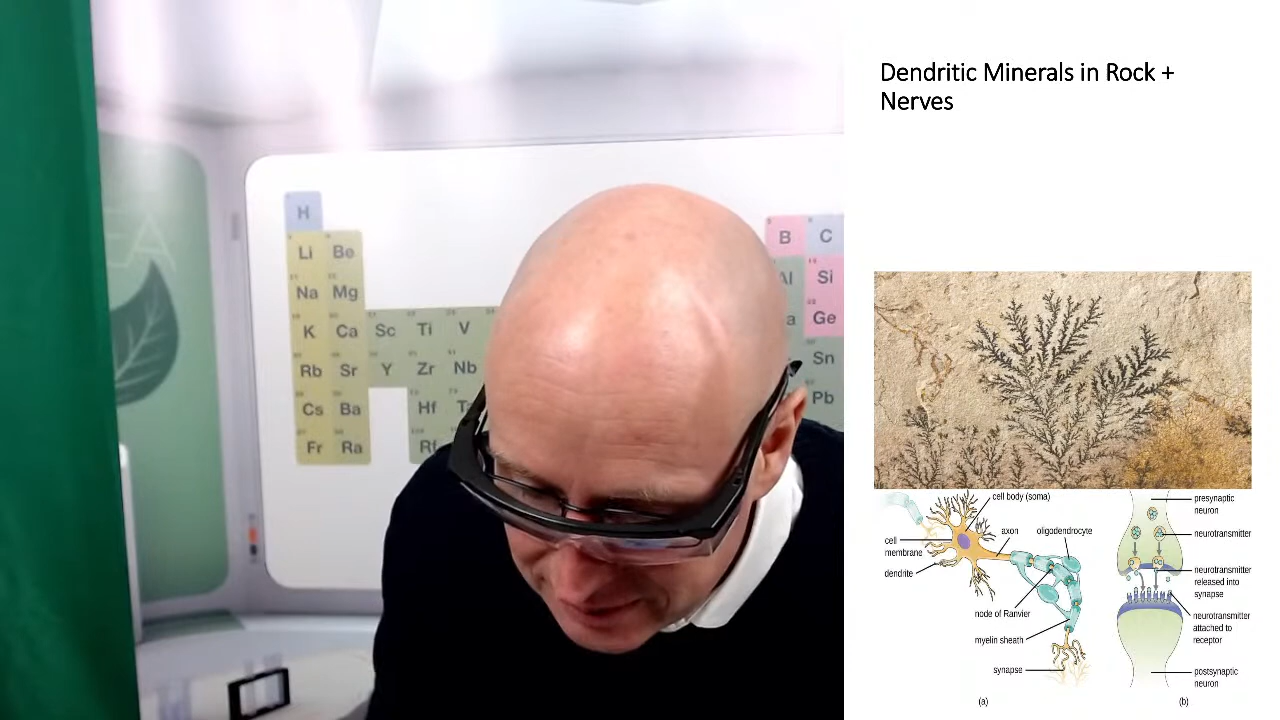 Dendritic Minerals in Rock +
Nerves
EA
H
B C
Li Be
Al Si
Na Mg
K Ca Sc Ti V
Ge
Rb Sr Y Zr Nb
Sn
Cs Ba Hf
Pb
Fr Ra Rf
cell body (soma)
axon
oligodendrocyte
cell
membrane
dendrite
node of Ranvier
myelin sheath
synapse
(a)
presynaptic
neuron
neurotransmitter
neurotransmitter
released into
synapse
neurotransmitter
attached to
receptor
postsynaptic
neuron
(b)